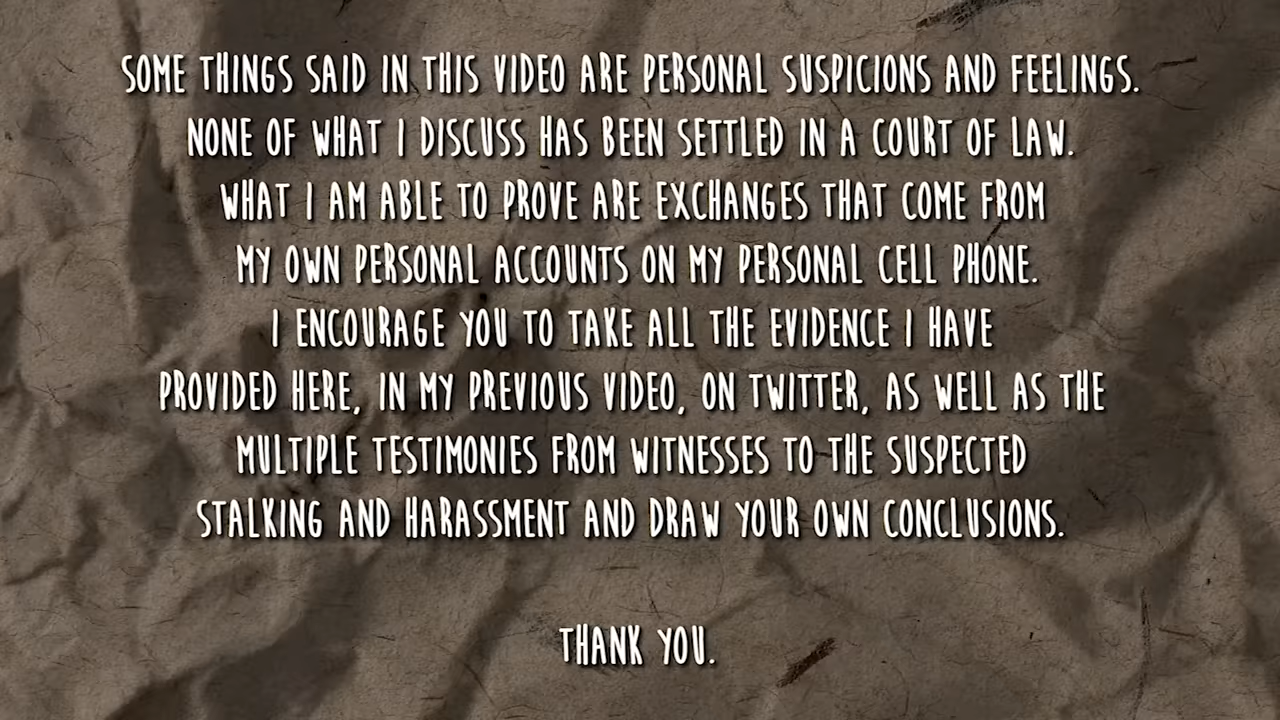 SOME THINGS SAID IN THIS VIDEO ARE PERSONAL SUSPICIONS AND FEELINGS.
NONE OF WHAT I DISCUSS HAS BEEN SETTLED IN A COURT OF LAW.
WHAT I AM ABLE TO PROVE ARE EXCHANGES THAT COME FROM
MY OWN PERSONAL ACCOUNTS ON MY PERSONAL CELL PHONE.
I ENCOURAGE YOU TO TAKE ALL THE EVIDENCE I HAVE
PROVIDED HERE, IN MY PREVIOUS VIDEO, ON TWITTER, AS WELL AS THE
MULTIPLE TESTIMONIES FROM WITNESSES TO THE SUSPECTED
STALKING AND HARASSMENT AND DRAW YOUR OWN CONCLUSIONS.
THANK YOU.